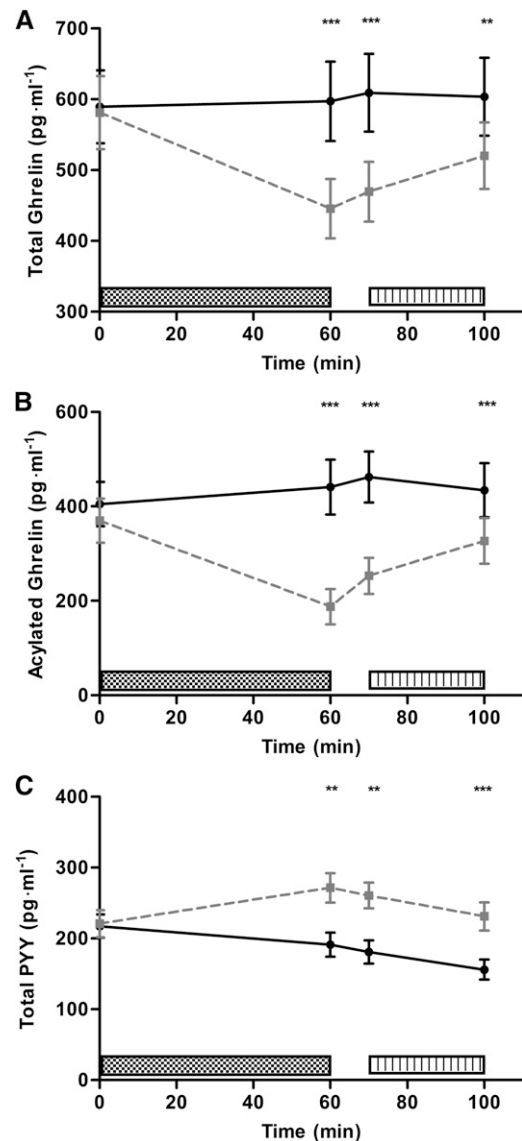 A
700
600
500
400
300
Total Ghrelin (pg·ml-1)
*** *** **
0 20 40 60 80 100
Time (min)
B
600
400
200
0
Acylated Ghrelin (pg·ml-1)
*** *** ***
0 20 40 60 80 100
Time (min)
C
400
300
200
100
0
Total PYY (pg·ml-1)
** ** ***
0 20 40 60 80 100
Time (min)